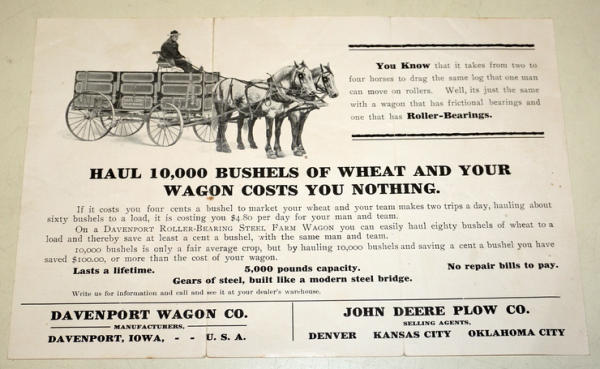 You Know that it takes from two to
four horses to drag the same log that one man
can move on rollers. Well, its just the same
with a wagon that has frictional bearings and
one that has Roller-Bearings.
HAUL 10,000 BUSHELS OF WHEAT AND YOUR
WAGON COSTS YOU NOTHING.
If it costs you four cents a bushel to market your wheat and your team makes two trips a day, hauling about
sixty bushels to a load, it is costing you $4.80 per day for your man and team.
On a DAVENPORT ROLLER-BEARING STEEL FARM WAGON you can easily haul eighty bushels of wheat to a
load and thereby save at least a cent a bushel, with the same man and team.
10,000 bushels is only a fair average crop, but by hauling 10,000 bushels and saving a cent a bushel you have
saved $100.00, or more than the cost of your wagon.
Lasts a lifetime. 5,000 pounds capacity. No repair bills to pay.
Gears of steel, built like a modern steel bridge.
Write us for information and call and see it at your dealer's warehouse.
DAVENPORT WAGON CO.
MANUFACTURERS,
DAVENPORT, IOWA, - - U. S. A.
JOHN DEERE PLOW CO.
SELLING AGENTS,
DENVER KANSAS CITY OKLAHOMA CITY